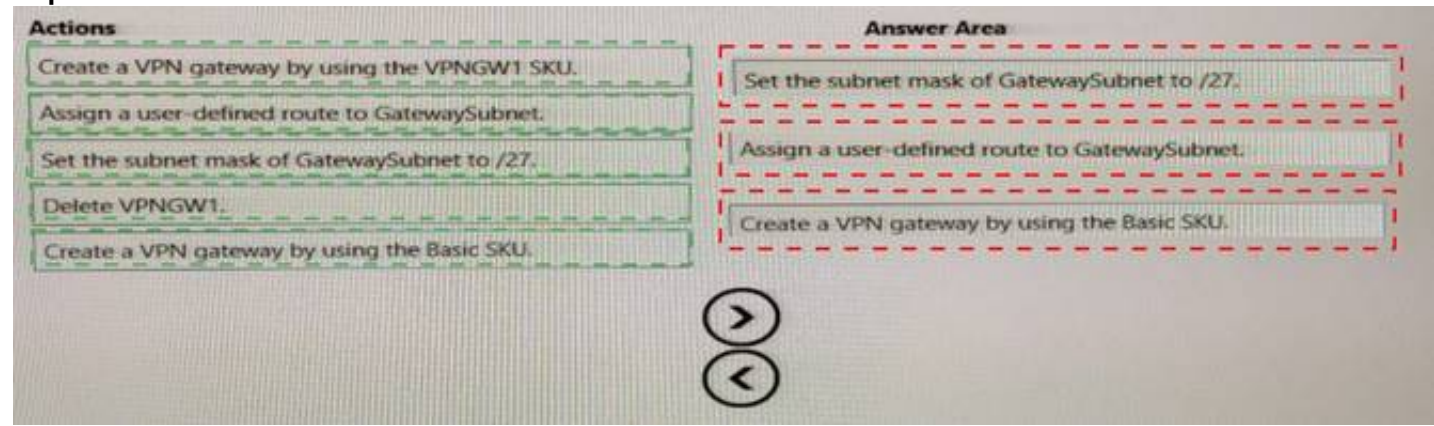 Actions
Create a VPN gateway by using the VPNGW1 SKU.
Assign a user-defined route to GatewaySubnet.
Set the subnet mask of GatewaySubnet to /27.
Delete VPNGW1.
Create a VPN gateway by using the Basic SKU.
Answer Area
Set the subnet mask of GatewaySubnet to /27.
Assign a user-defined route to GatewaySubnet.
Create a VPN gateway by using the Basic SKU.